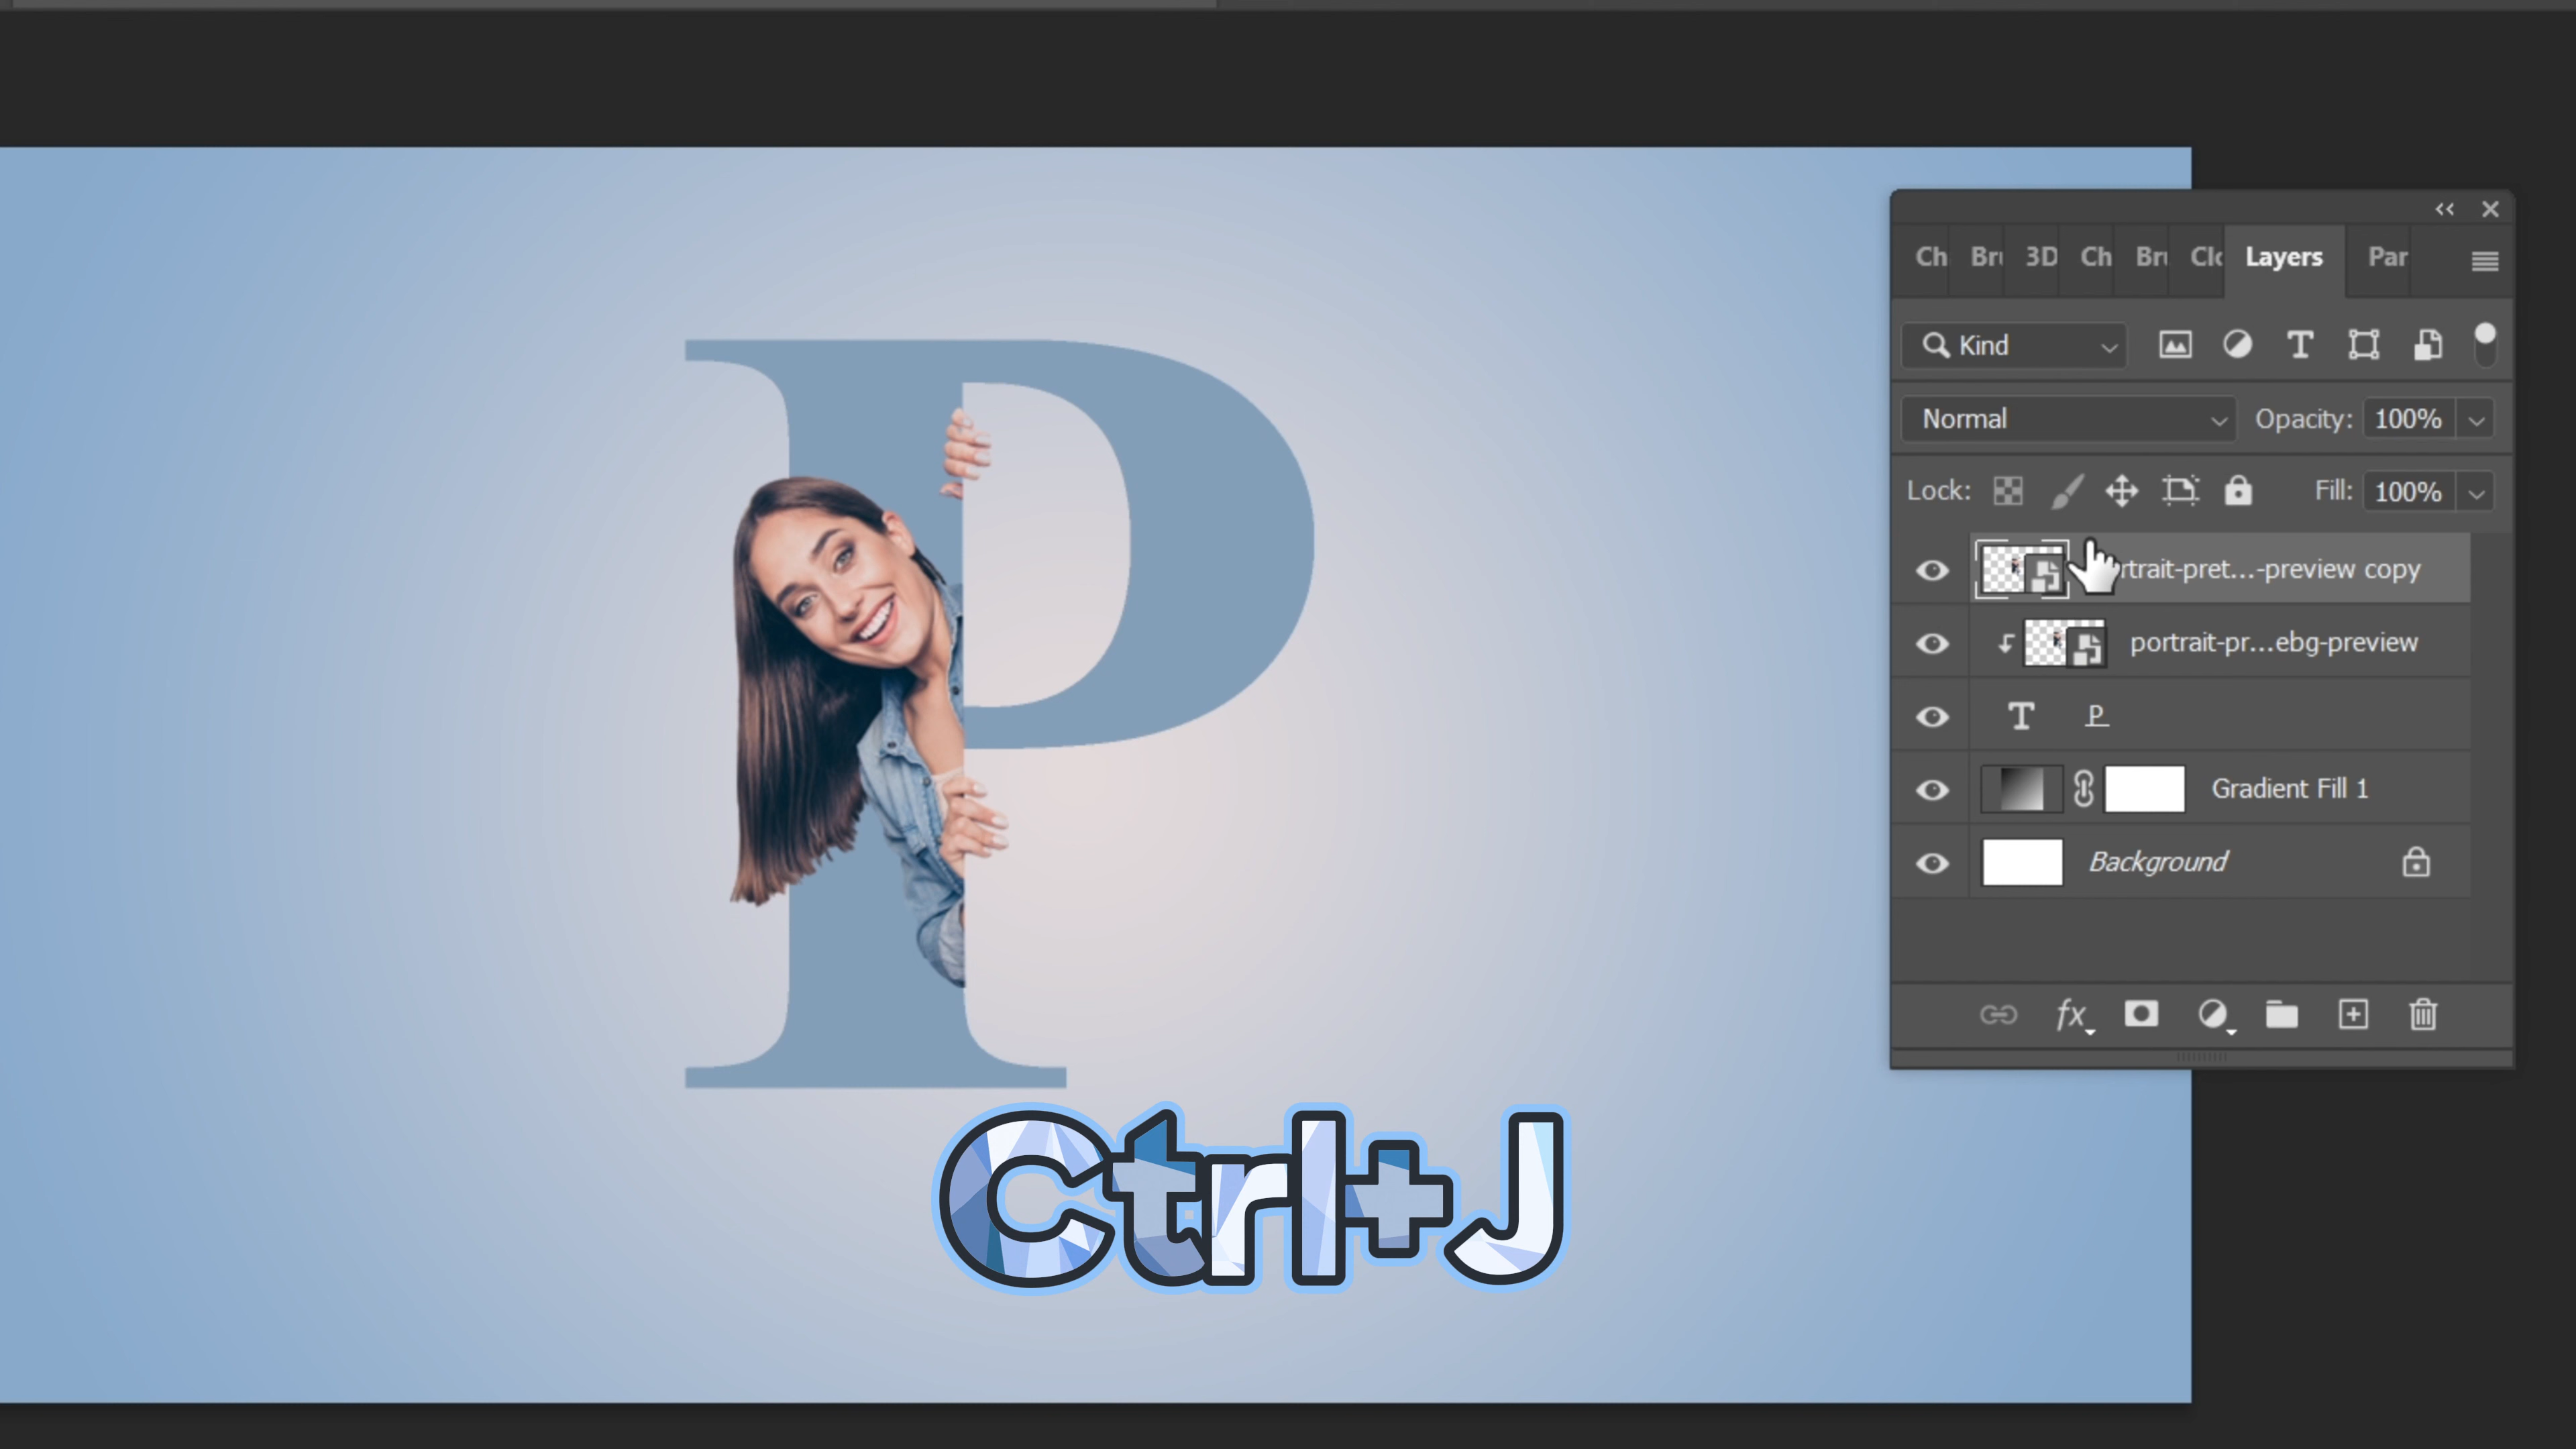 Ch Bru 3D Ch Bru Clo Layers Par
Kind
Normal Opacity: 100%
Lock: Fill: 100%
rtrait-pret...-preview copy
portrait-pr...ebg-preview
T P
Gradient Fill 1
Background
fx
P
Ctrl+J